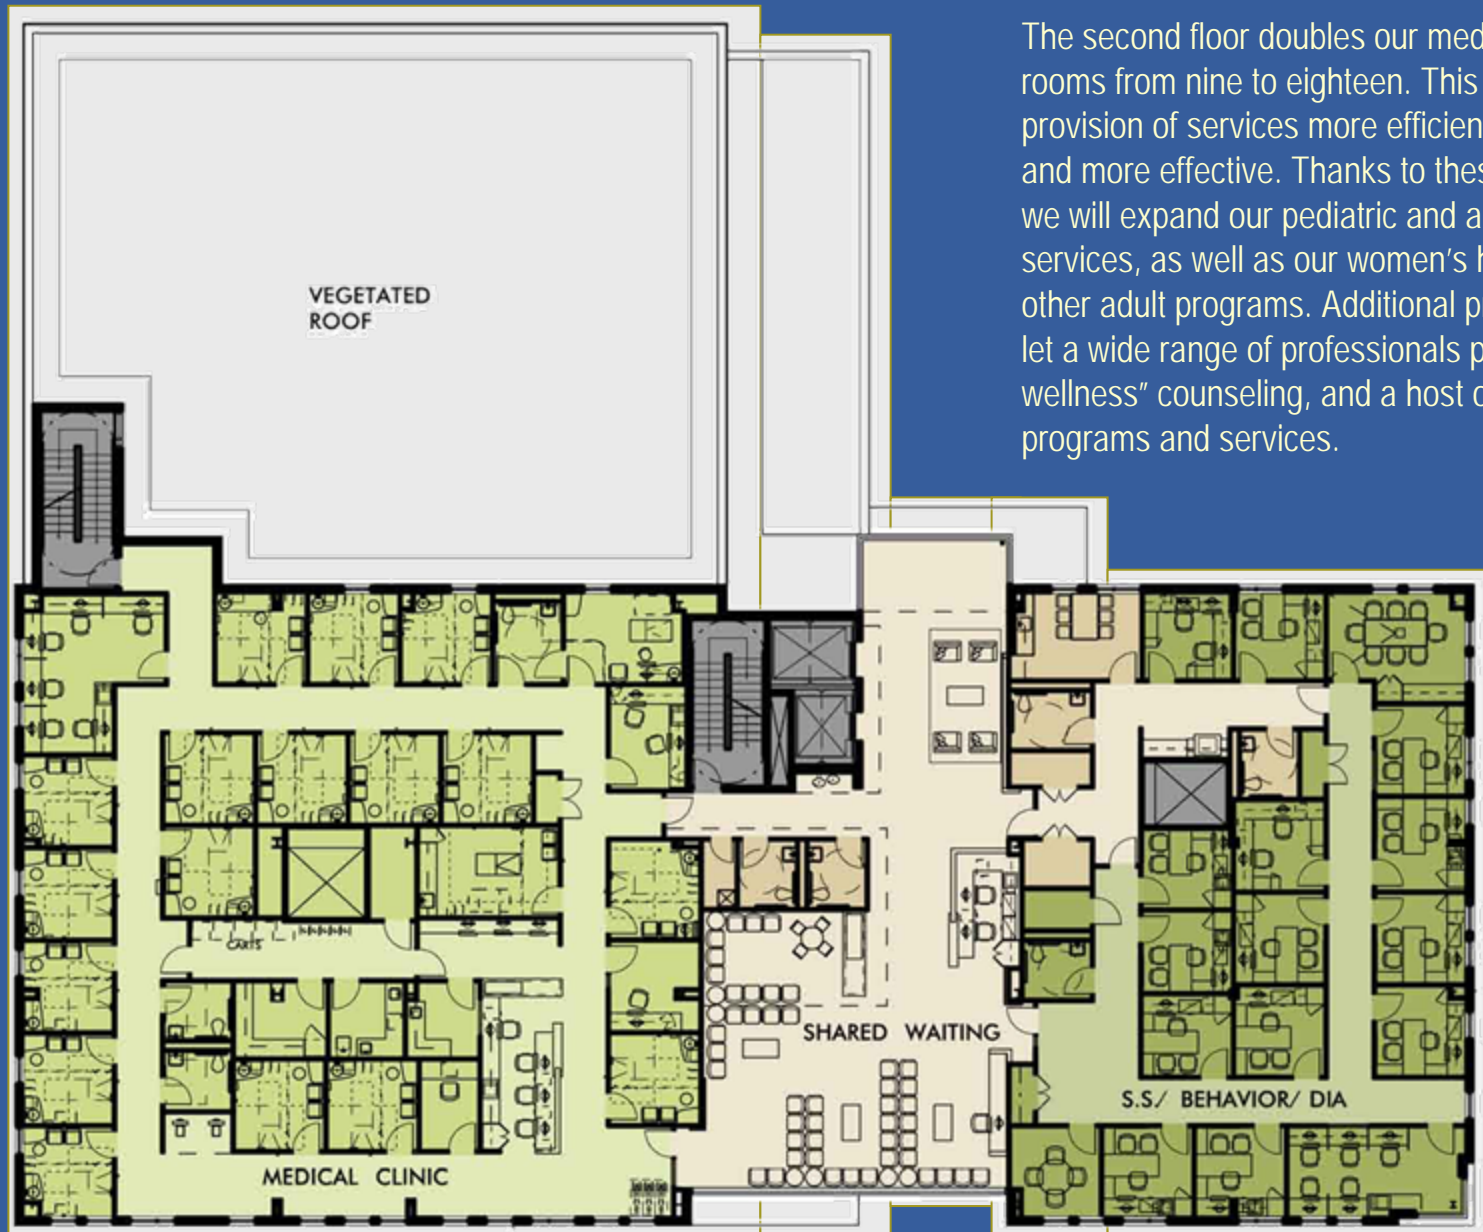 The second floor doubles our med
rooms from nine to eighteen. This
provision of services more efficien
and more effective. Thanks to thes
we will expand our pediatric and a
services, as well as our women's h
other adult programs. Additional p
let a wide range of professionals p
wellness” counseling, and a host o
programs and services.
VEGETATED
ROOF
CARTS
SHARED WAITING
S.S./ BEHAVIOR/ DIA
MEDICAL CLINIC